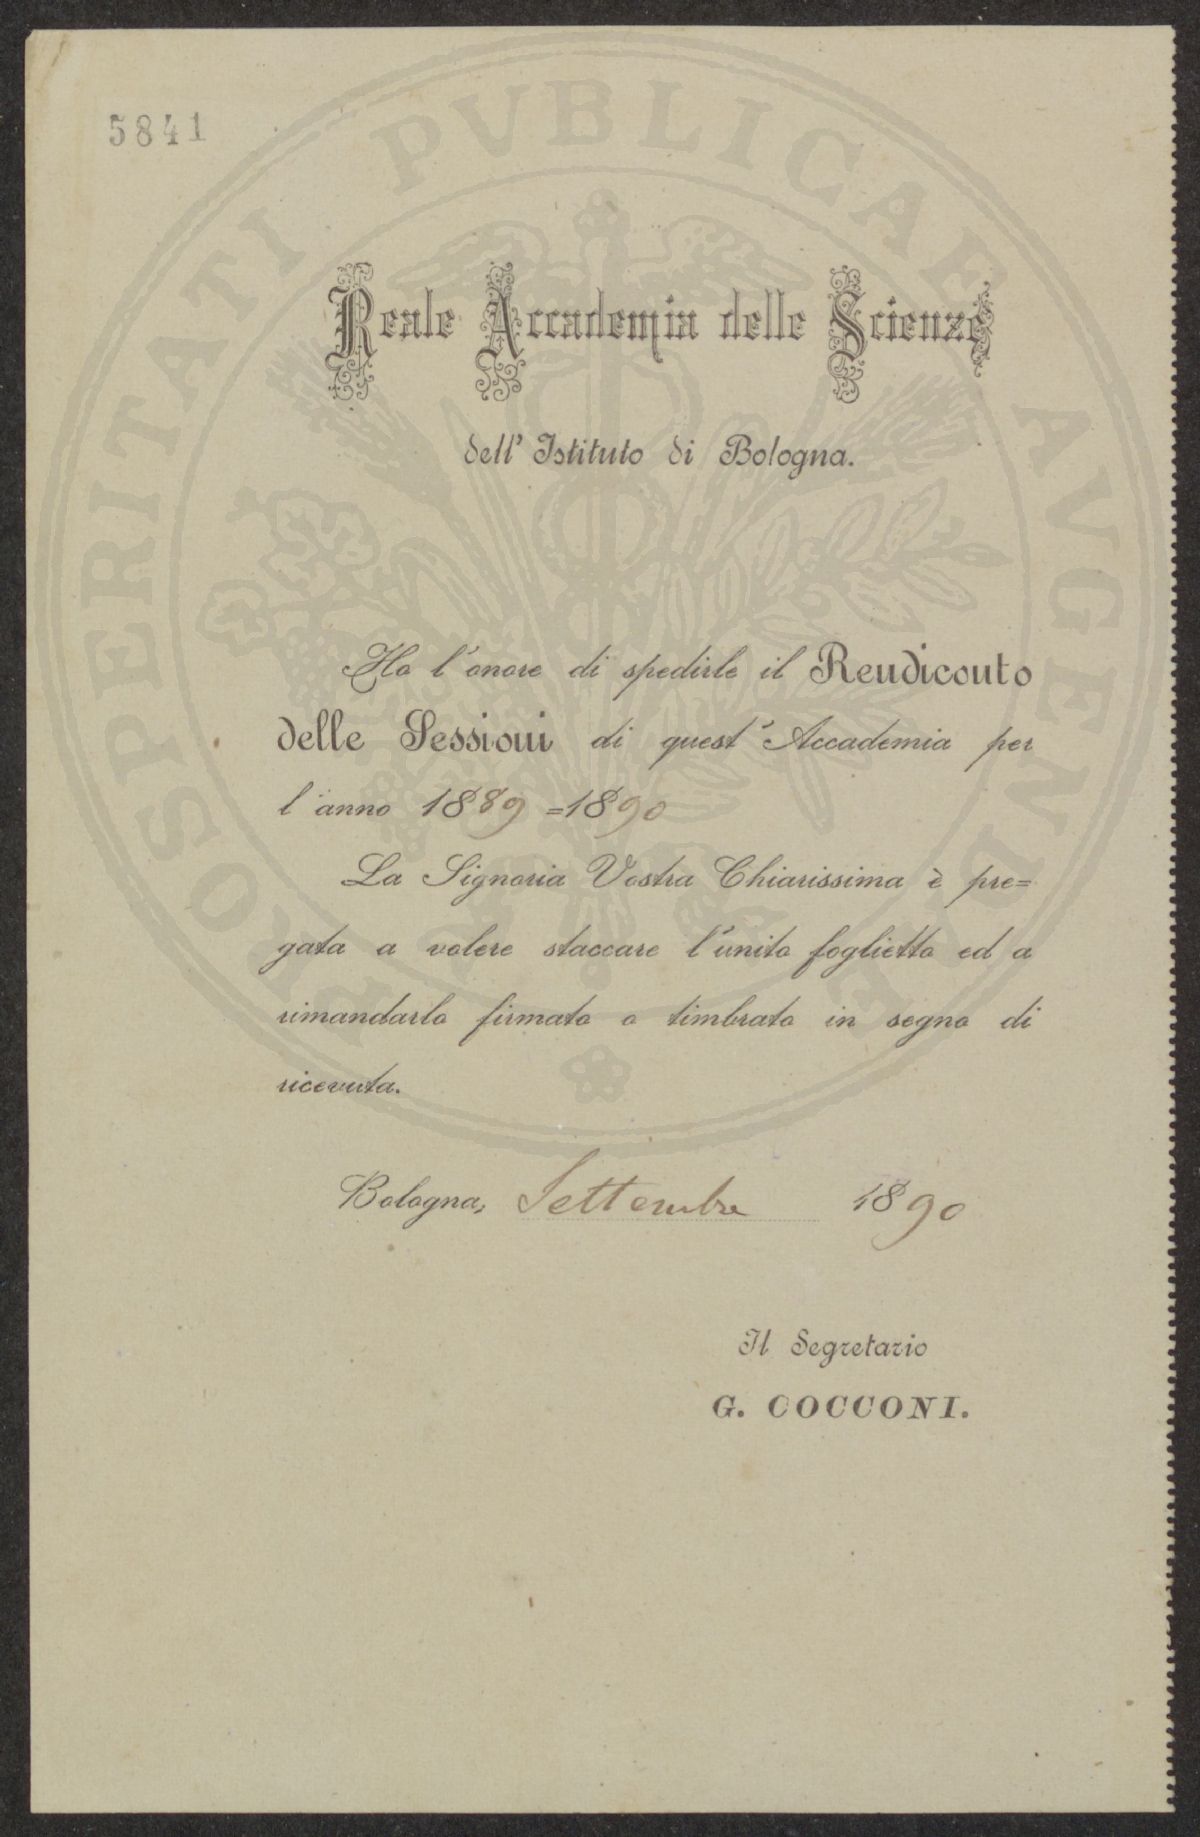 5841
PROSPERITATI PVBLICAE AVGENDAE
Reale Accademia delle Scienze
dell' Istituto di Bologna.
Ho l'onore di spedirle il Rendiconto
delle Sessioni di quest'Accademia per
l'anno 1889=1890
La Signoria Vostra Chiarissima è pre=
gata a volere staccare l'unito foglietto ed a
rimandarlo firmato o timbrato in segno di
ricevuta.
Bologna, Settembre 1890
Il Segretario
G. COCCONI.